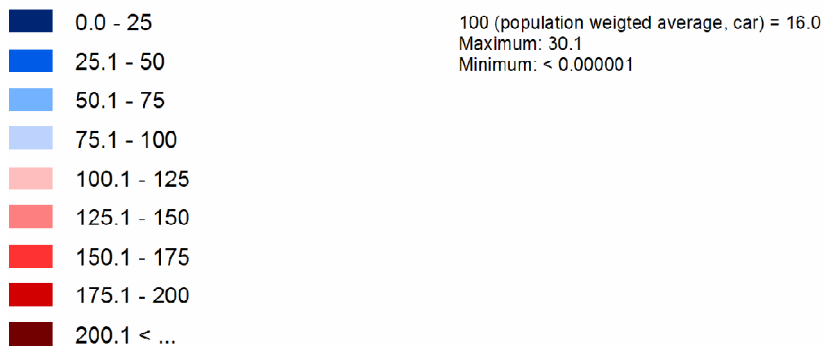 0.0 - 25
25.1 - 50
50.1 - 75
75.1 - 100
100.1 - 125
125.1 - 150
150.1 - 175
175.1 - 200
200.1 < ...
100 (population weigted average, car) = 16.0
Maximum: 30.1
Minimum: < 0.000001